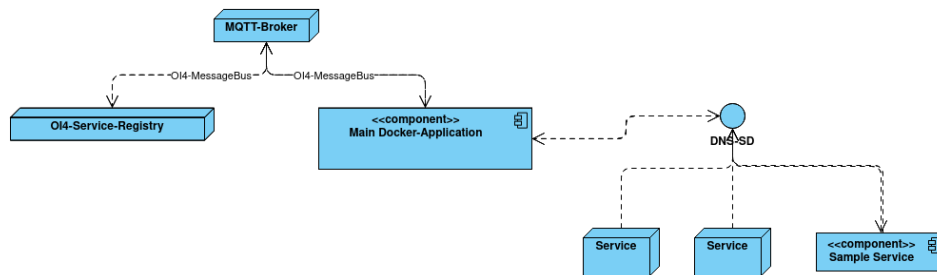 MQTT-Broker
OI4-MessageBus
OI4-MessageBus
OI4-Service-Registry
<<component>>
Main Docker-Application
DNS-SD
Service
Service
<<component>>
Sample Service